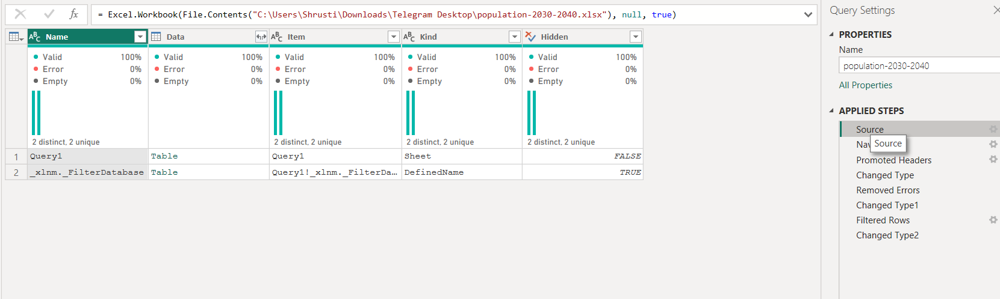 = Excel.Workbook(File.Contents("C:\Users\Shrusti\Downloads\Telegram Desktop\population-2030-2040.xlsx"), null, true)
Name Data Item Kind Hidden
Valid 100% Valid 100% Valid 100% Valid 100% Valid 100%
Error 0% Error 0% Error 0% Error 0% Error 0%
Empty 0% Empty 0% Empty 0% Empty 0% Empty 0%
2 distinct, 2 unique 2 distinct, 2 unique 2 distinct, 2 unique 2 distinct, 2 unique
1 Query1 Table Query1 Sheet FALSE
2 _xlnm._FilterDatabase Table Query1!_xlnm._FilterDa... DefinedName TRUE
Query Settings
PROPERTIES
Name
population-2030-2040
All Properties
APPLIED STEPS
Source
Nav
Source
Promoted Headers
Changed Type
Removed Errors
Changed Type1
Filtered Rows
Changed Type2